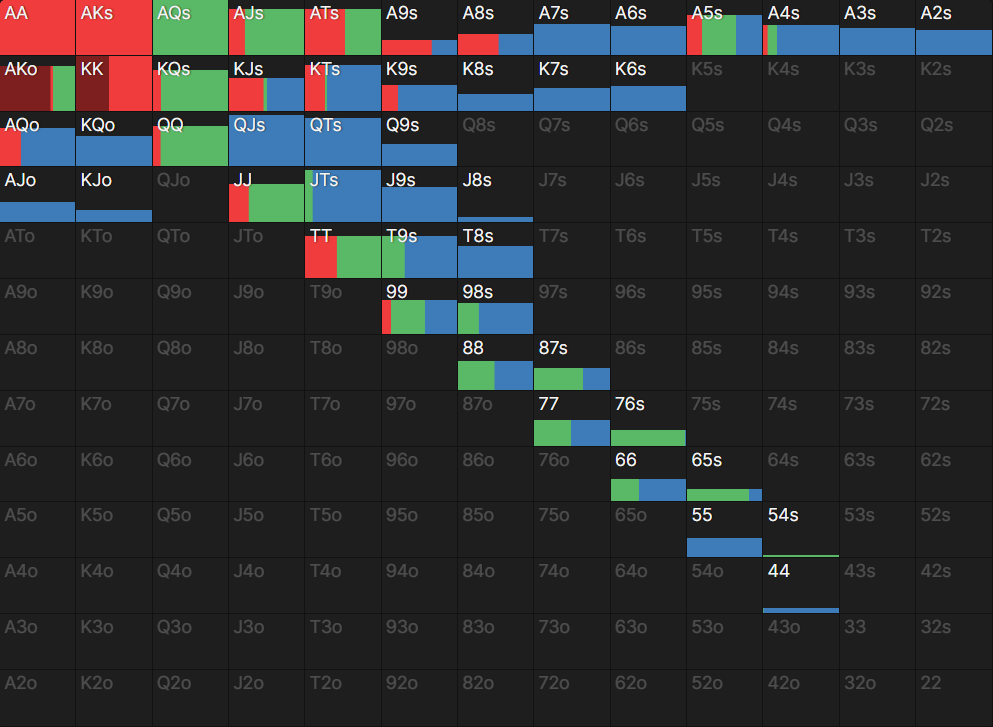 AA AKs AQs AJs ATs A9s A8s A7s A6s A5s A4s A3s A2s
AKo KK KQs KJs KTs K9s K8s K7s K6s K5s K4s K3s K2s
AQo KQo QQ QJs QTs Q9s Q8s Q7s Q6s Q5s Q4s Q3s Q2s
AJo KJo QJo JJ JTs J9s J8s J7s J6s J5s J4s J3s J2s
ATo KTo QTo JTo TT T9s T8s T7s T6s T5s T4s T3s T2s
A9o K9o Q9o J9o T9o 99 98s 97s 96s 95s 94s 93s 92s
A8o K8o Q8o J8o T8o 98o 88 87s 86s 85s 84s 83s 82s
A7o K7o Q7o J7o T7o 97o 87o 77 76s 75s 74s 73s 72s
A6o K6o Q6o J6o T6o 96o 86o 76o 66 65s 64s 63s 62s
A5o K5o Q5o J5o T5o 95o 85o 75o 65o 55 54s 53s 52s
A4o K4o Q4o J4o T4o 94o 84o 74o 64o 54o 44 43s 42s
A3o K3o Q3o J3o T3o 93o 83o 73o 63o 53o 43o 33 32s
A2o K2o Q2o J2o T2o 92o 82o 72o 62o 52o 42o 32o 22